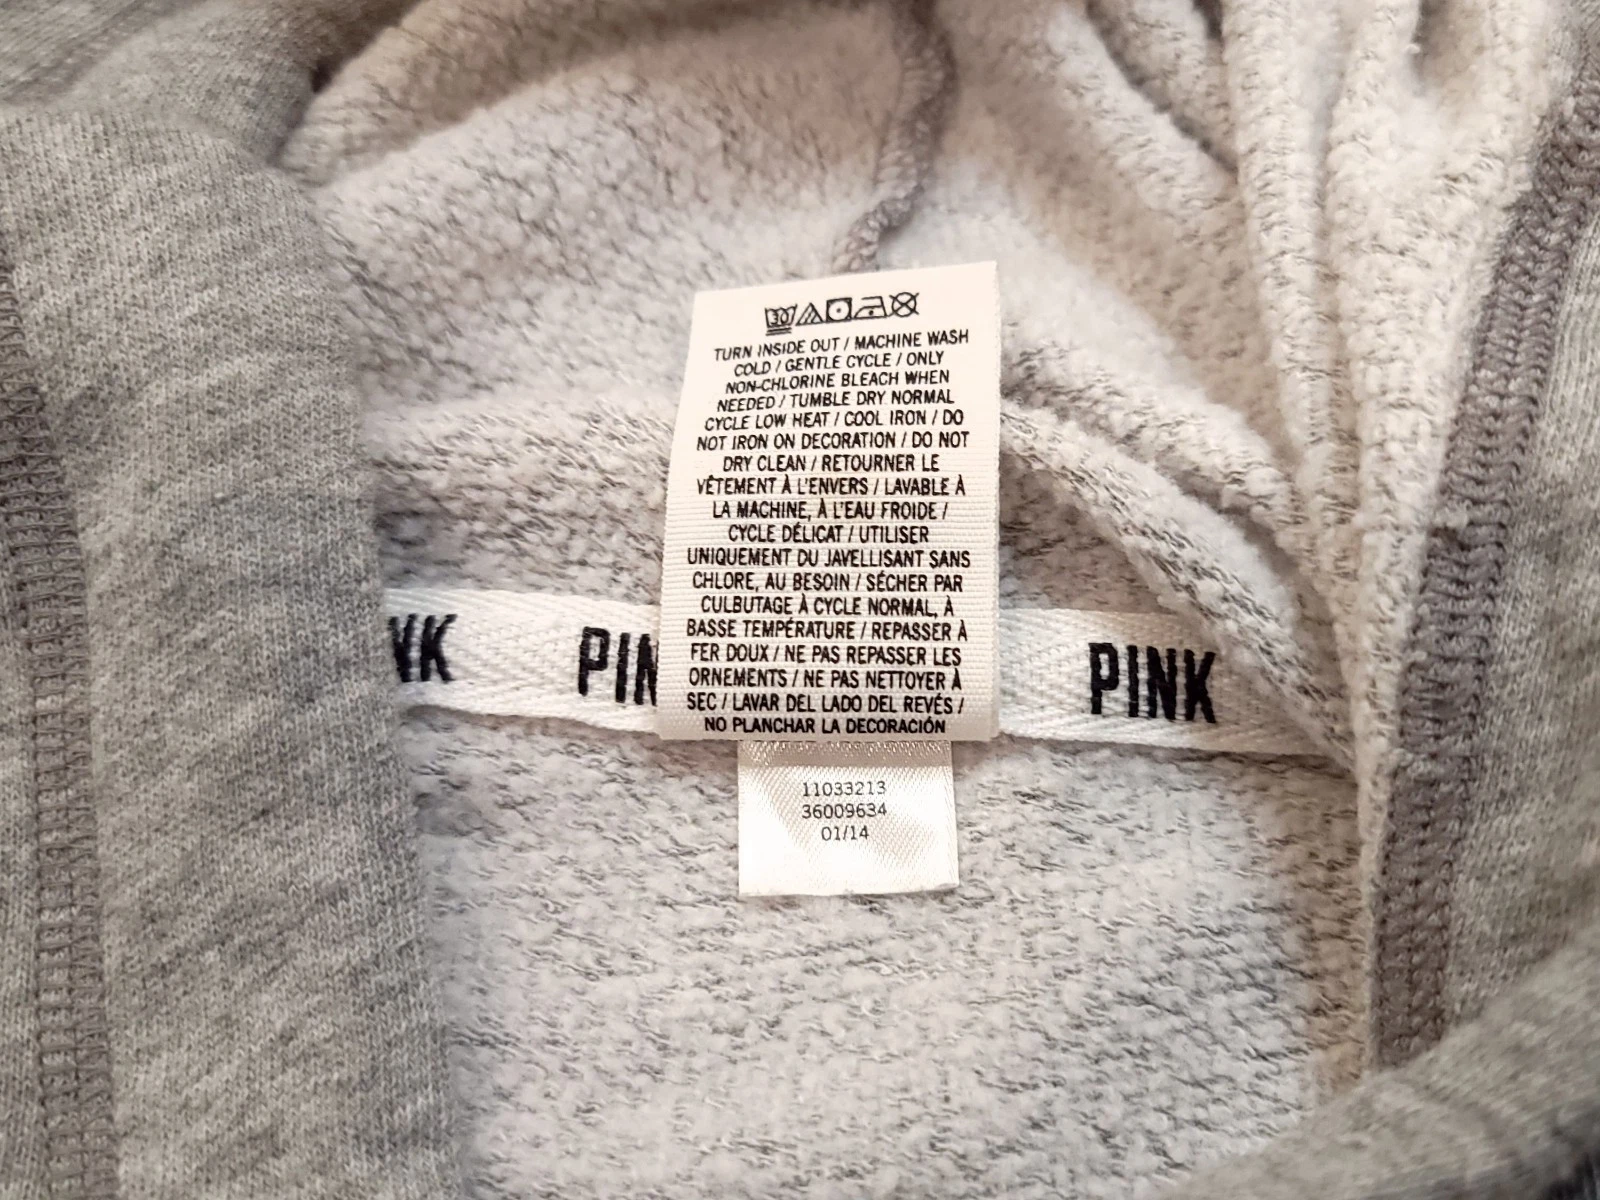 30
TURN INSIDE OUT / MACHINE WASH
COLD / GENTLE CYCLE / ONLY
NON-CHLORINE BLEACH WHEN
NEEDED / TUMBLE DRY NORMAL
CYCLE LOW HEAT / COOL IRON / DO
NOT IRON ON DECORATION / DO NOT
DRY CLEAN / RETOURNER LE
VÊTEMENT À L'ENVERS / LAVABLE À
LA MACHINE, À L'EAU FROIDE /
CYCLE DÉLICAT / UTILISER
UNIQUEMENT DU JAVELLISANT SANS
CHLORE, AU BESOIN / SÉCHER PAR
CULBUTAGE À CYCLE NORMAL, À
BASSE TEMPÉRATURE / REPASSER À
FER DOUX / NE PAS REPASSER LES
ORNEMENTS / NE PAS NETTOYER À
SEC / LAVAR DEL LADO DEL REVÉS /
NO PLANCHAR LA DECORACIÓN
NK PIN PINK
11033213
36009634
01/14